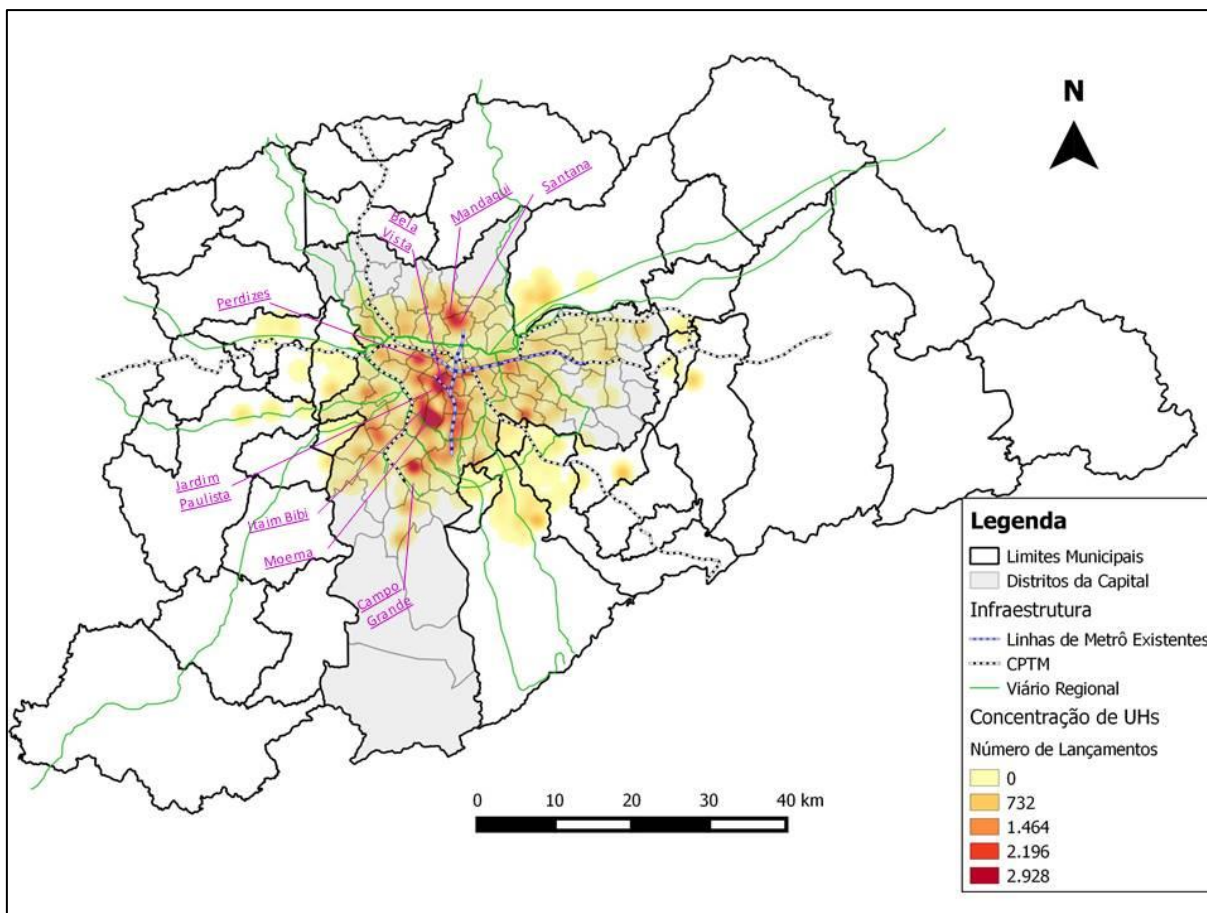 N
Santana
Mandaqui
Bela
Vista
Perdizes
Jardim
Paulista
Itaim Bibi
Moema
Campo
Grande
0 10 20 30 40 km
Legenda
Limites Municipais
Distritos da Capital
Infraestrutura
Linhas de Metrô Existentes
CPTM
Viário Regional
Concentração de UHs
Número de Lançamentos
0
732
1.464
2.196
2.928